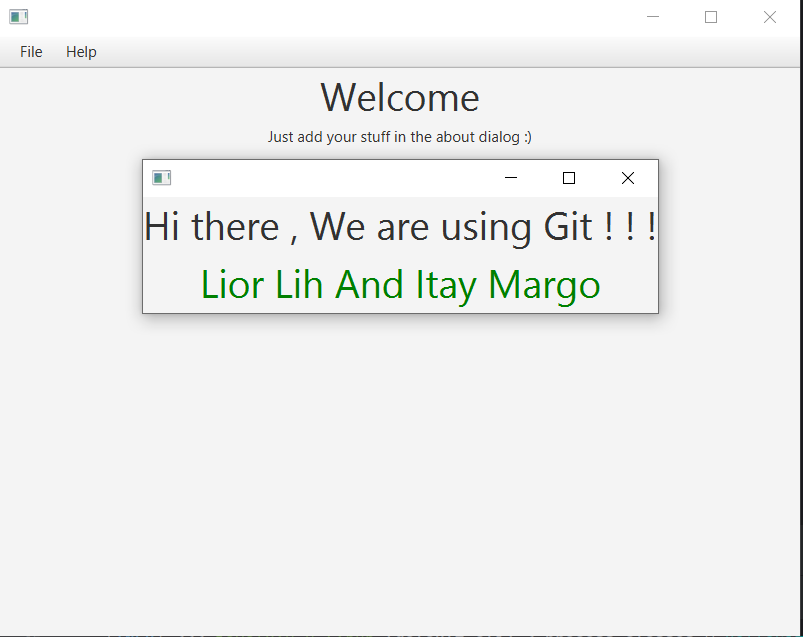 File Help
Welcome
Just add your stuff in the about dialog :)
Hi there , We are using Git ! ! !
Lior Lih And Itay Margo